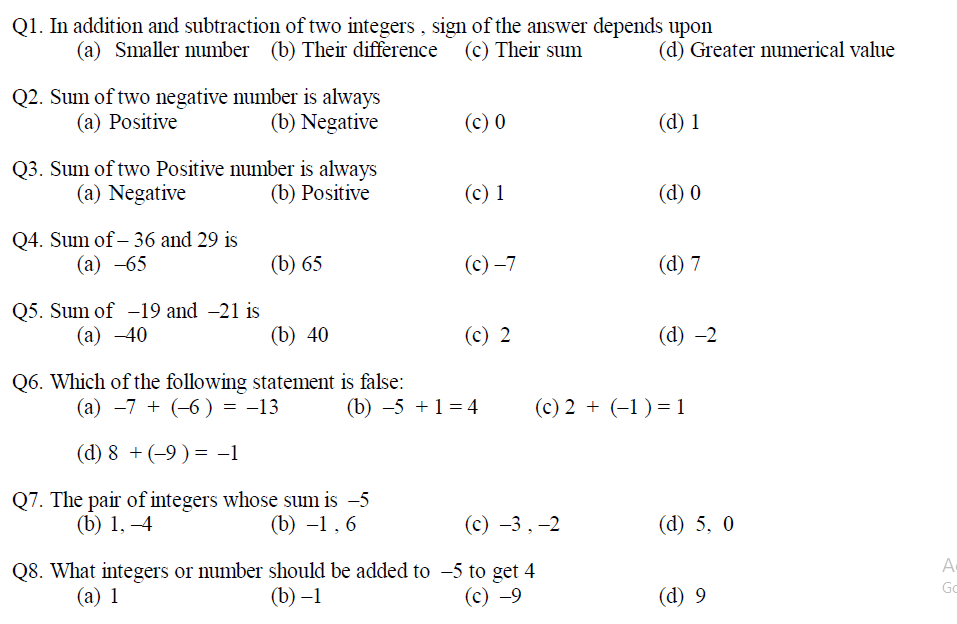 Q1. In addition and subtraction of two integers , sign of the answer depends upon
(a) Smaller number (b) Their difference (c) Their sum (d) Greater numerical value
Q2. Sum of two negative number is always
(a) Positive (b) Negative (c) 0 (d) 1
Q3. Sum of two Positive number is always
(a) Negative (b) Positive (c) 1 (d) 0
Q4. Sum of – 36 and 29 is
(a) –65 (b) 65 (c) –7 (d) 7
Q5. Sum of –19 and –21 is
(a) –40 (b) 40 (c) 2 (d) –2
Q6. Which of the following statement is false:
(a) –7 + (–6 ) = –13 (b) –5 + 1 = 4 (c) 2 + (–1 ) = 1
(d) 8 + (–9 ) = –1
Q7. The pair of integers whose sum is –5
(b) 1, –4 (b) –1 , 6 (c) –3 , –2 (d) 5, 0
Q8. What integers or number should be added to –5 to get 4
(a) 1 (b) –1 (c) –9 (d) 9